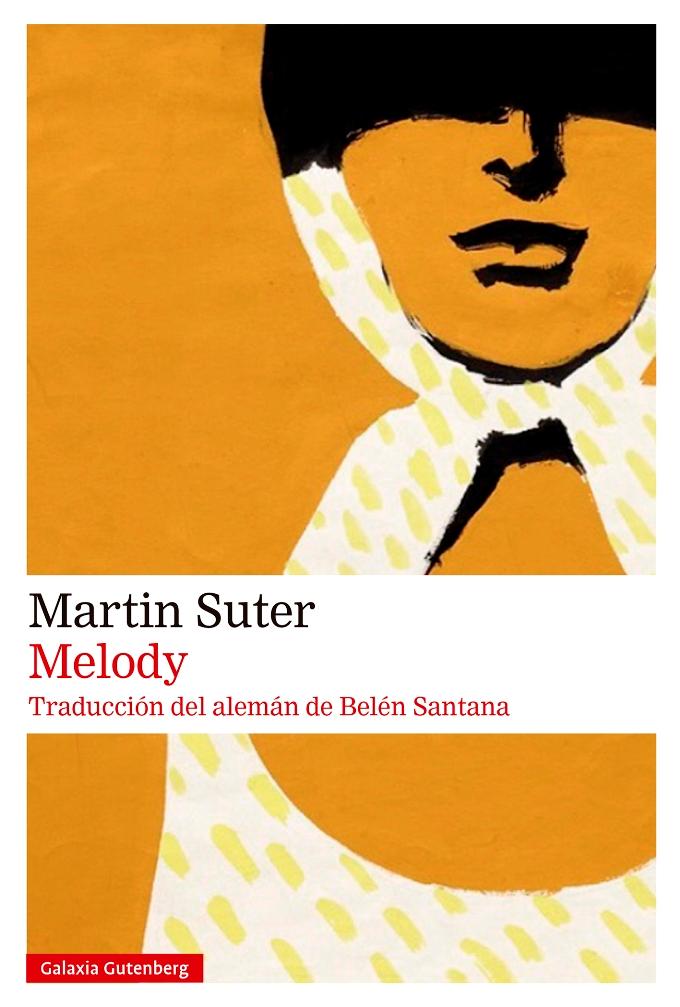 Martin Suter
Melody
Traducción del alemán de Belén Santana
Galaxia Gutenberg